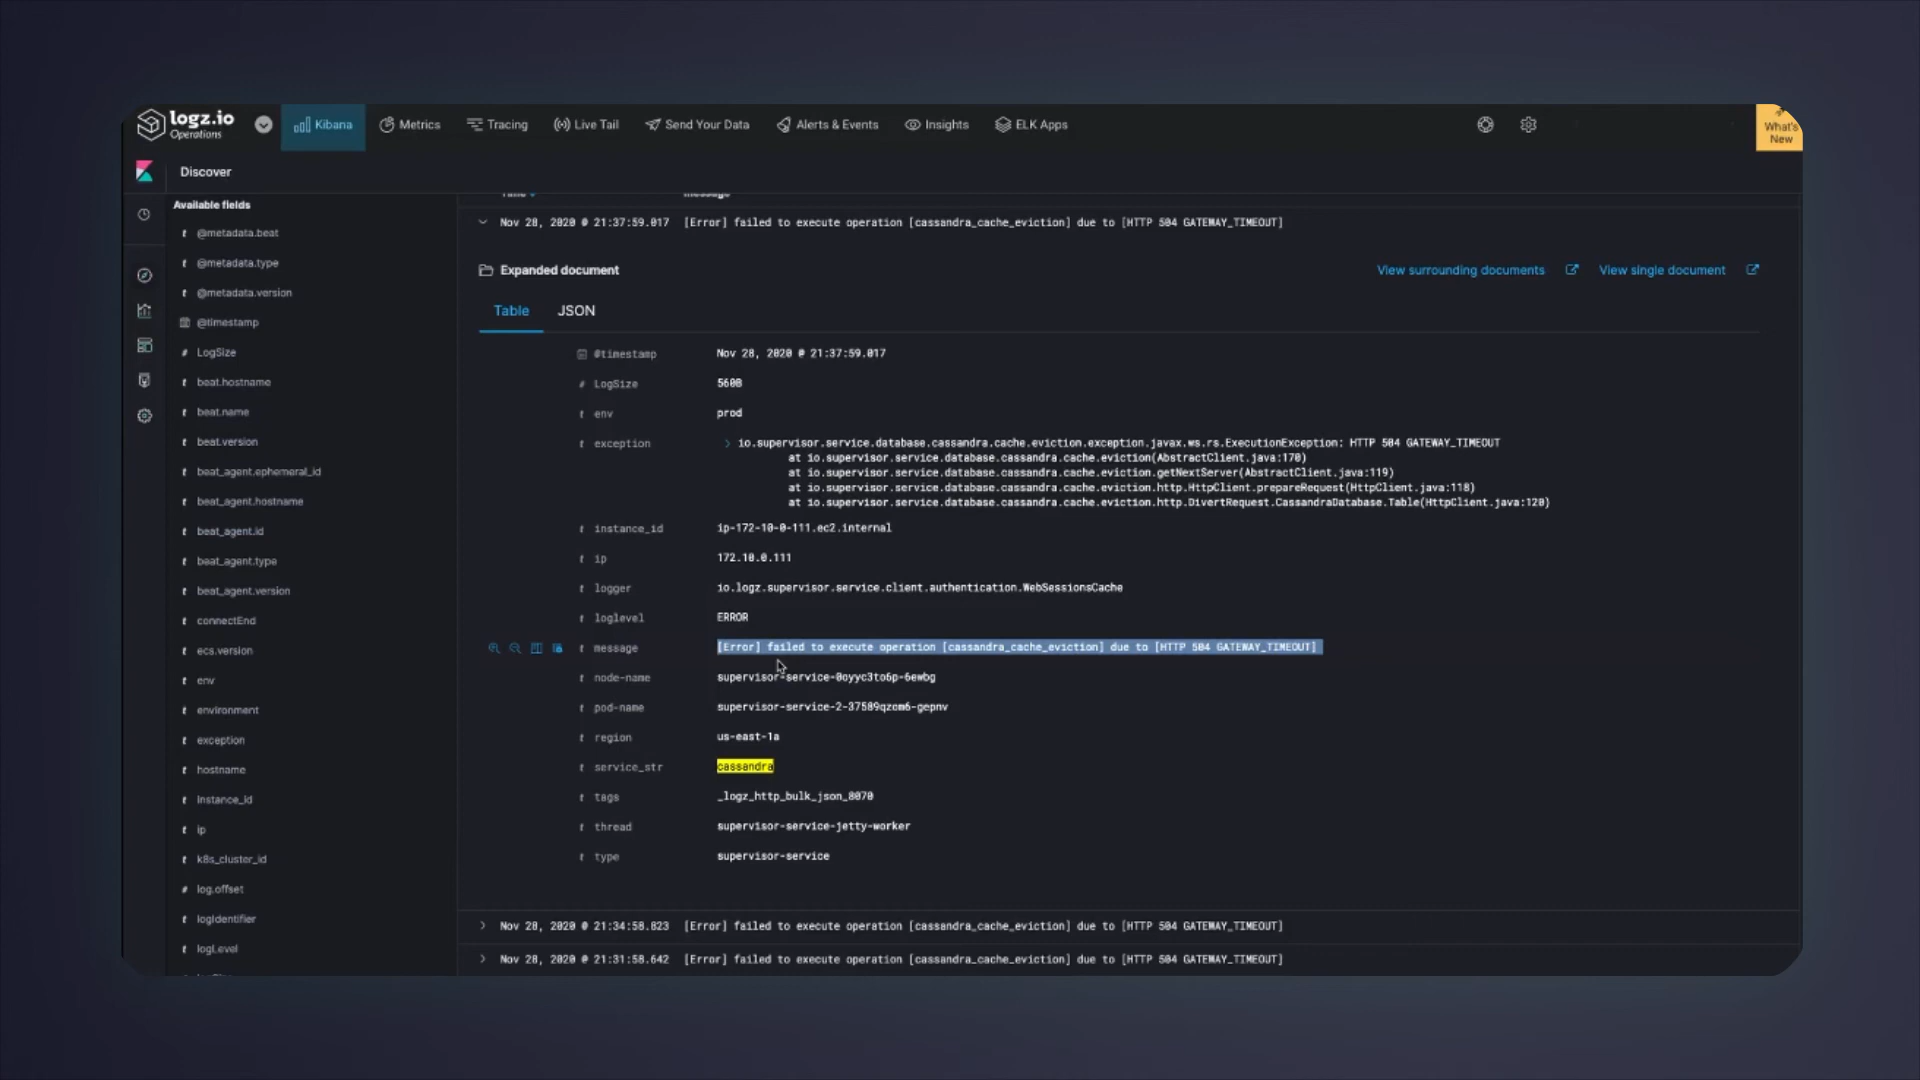 logz.io
Operations
Kibana
Metrics
Tracing
Live Tail
Send Your Data
Alerts & Events
Insights
ELK Apps
What's
New
Discover
Available fields
t @metadata.beat
t @metadata.type
t @metadata.version
@timestamp
# LogSize
t beat.hostname
t beat.name
t beat.version
t beat_agent.ephemeral_id
t beat_agent.hostname
t beat_agent.id
t beat_agent.type
t beat_agent.version
t connectEnd
t ecs.version
t env
t environment
t exception
t hostname
t instance_id
t ip
t k8s_cluster_id
# log.offset
t logIdentifier
t logLevel
Time message
Nov 28, 2020 @ 21:37:59.017 [Error] failed to execute operation [cassandra_cache_eviction] due to [HTTP 504 GATEWAY_TIMEOUT]
Expanded document
View surrounding documents
View single document
Table
JSON
@timestamp Nov 28, 2020 @ 21:37:59.017
# LogSize 560B
t env prod
t exception > io.supervisor.service.database.cassandra.cache.eviction.exception.javax.ws.rs.ExecutionException: HTTP 504 GATEWAY_TIMEOUT
at io.supervisor.service.database.cassandra.cache.eviction(AbstractClient.java:170)
at io.supervisor.service.database.cassandra.cache.eviction.getNextServer(AbstractClient.java:119)
at io.supervisor.service.database.cassandra.cache.eviction.http.HttpClient.prepareRequest(HttpClient.java:118)
at io.supervisor.service.database.cassandra.cache.eviction.http.DivertRequest.CassandraDatabase.Table(HttpClient.java:120)
t instance_id ip-172-10-0-111.ec2.internal
t ip 172.10.0.111
t logger io.logz.supervisor.service.client.authentication.WebSessionsCache
t loglevel ERROR
t message [Error] failed to execute operation [cassandra_cache_eviction] due to [HTTP 504 GATEWAY_TIMEOUT]
t node-name supervisor-service-0oyyc3to6p-6ewbg
t pod-name supervisor-service-2-37589qzom6-gepnv
t region us-east-1a
t service_str cassandra
t tags _logz_http_bulk_json_8070
t thread supervisor-service-jetty-worker
t type supervisor-service
Nov 28, 2020 @ 21:34:58.823 [Error] failed to execute operation [cassandra_cache_eviction] due to [HTTP 504 GATEWAY_TIMEOUT]
Nov 28, 2020 @ 21:31:58.642 [Error] failed to execute operation [cassandra_cache_eviction] due to [HTTP 504 GATEWAY_TIMEOUT]